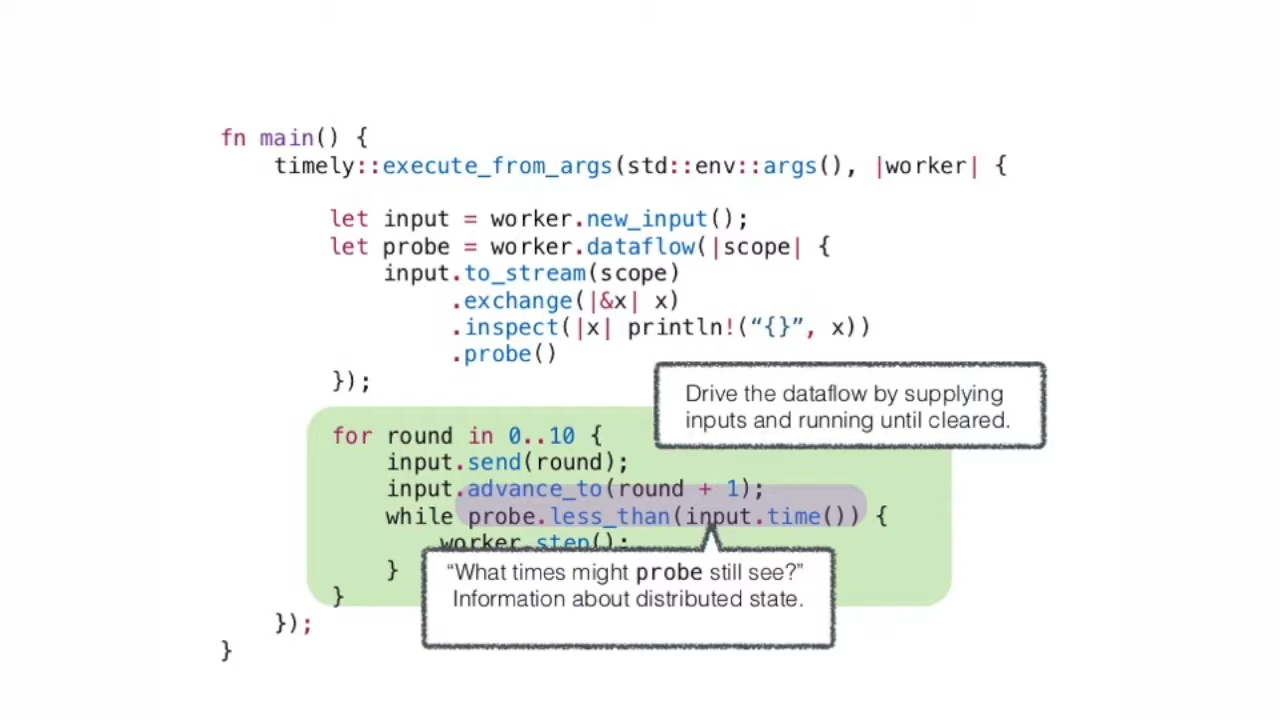 fn main() {
timely::execute_from_args(std::env::args(), |worker| {
let input = worker.new_input();
let probe = worker.dataflow(|scope| {
input.to_stream(scope)
.exchange(|&x| x)
.inspect(|x| println!(“{}”, x))
.probe()
});
Drive the dataflow by supplying
inputs and running until cleared.
for round in 0..10 {
input.send(round);
input.advance_to(round + 1);
while probe.less_than(input.time()) {
worker.step();
}
“What times might probe still see?”
Information about distributed state.
}
});
}